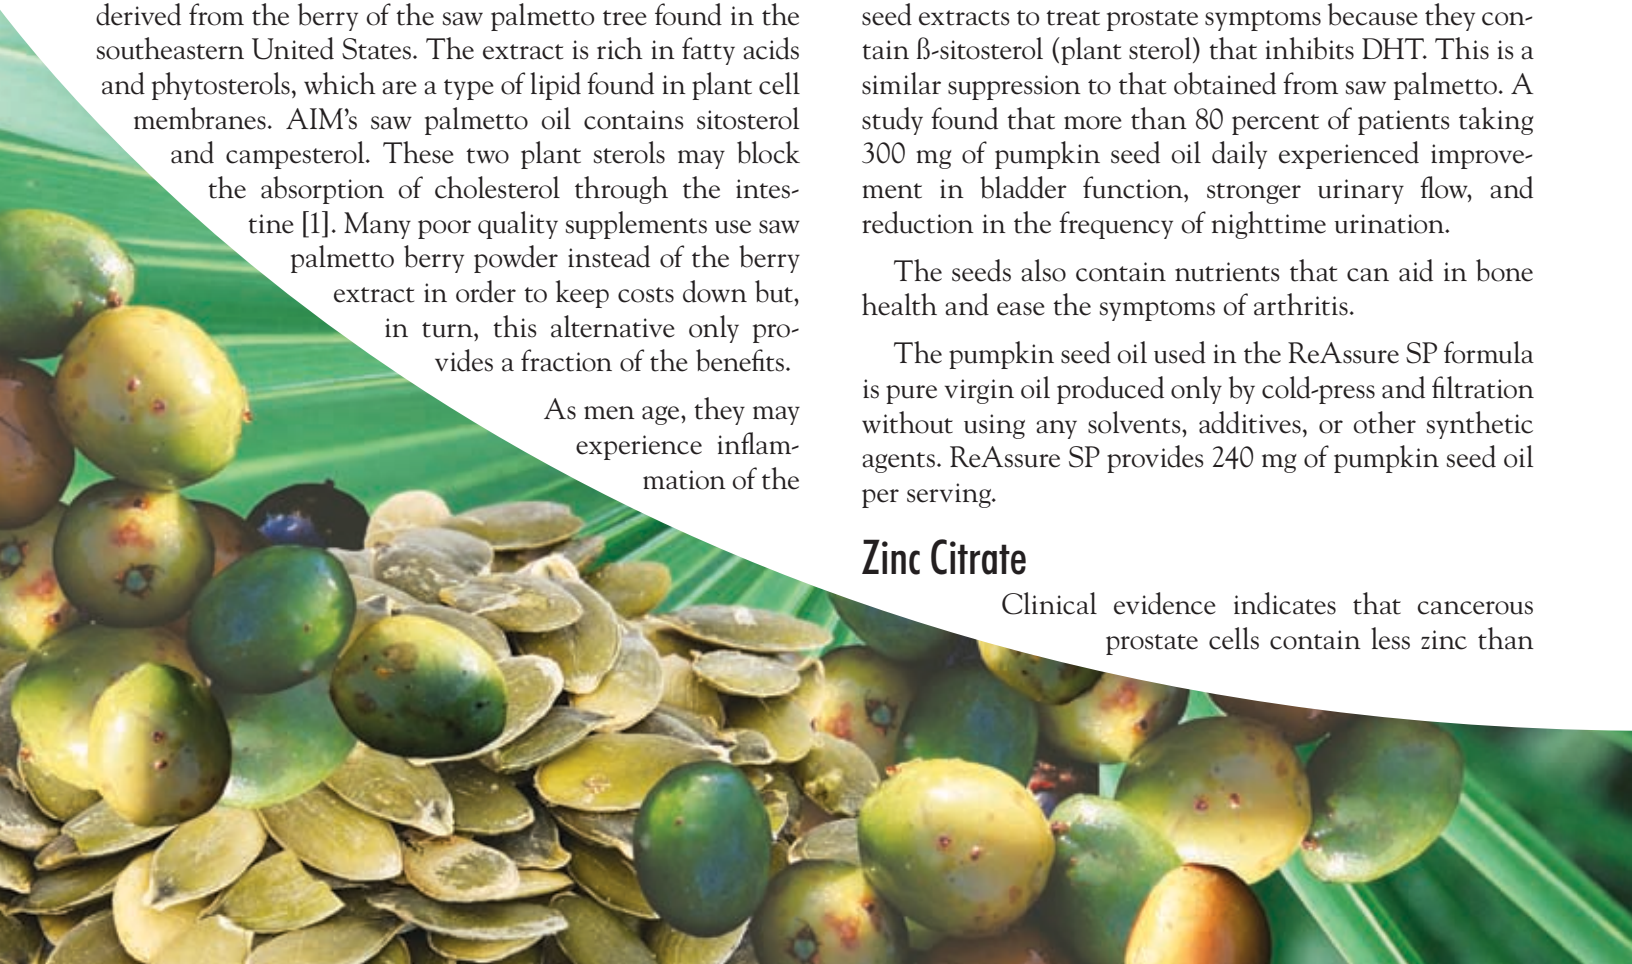 derived from the berry of the saw palmetto tree found in the
southeastern United States. The extract is rich in fatty acids
and phytosterols, which are a type of lipid found in plant cell
membranes. AIM's saw palmetto oil contains sitosterol
and campesterol. These two plant sterols may block
the absorption of cholesterol through the intes-
tine [1]. Many poor quality supplements use saw
palmetto berry powder instead of the berry
extract in order to keep costs down but,
in turn, this alternative only pro-
vides a fraction of the benefits.
As men age, they may
experience inflam-
mation of the
seed extracts to treat prostate symptoms because they con-
tain ß-sitosterol (plant sterol) that inhibits DHT. This is a
similar suppression to that obtained from saw palmetto. A
study found that more than 80 percent of patients taking
300 mg of pumpkin seed oil daily experienced improve-
ment in bladder function, stronger urinary flow, and
reduction in the frequency of nighttime urination.
The seeds also contain nutrients that can aid in bone
health and ease the symptoms of arthritis.
The pumpkin seed oil used in the ReAssure SP formula
is pure virgin oil produced only by cold-press and filtration
without using any solvents, additives, or other synthetic
agents. ReAssure SP provides 240 mg of pumpkin seed oil
per serving.
Zinc Citrate
Clinical evidence indicates that cancerous
prostate cells contain less zinc than